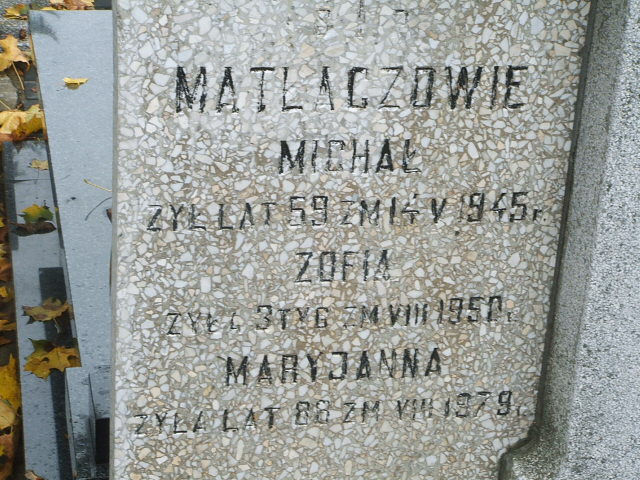 MATŁACZOWIE
MICHAŁ
ZYŁ LAT 59 ZM 14 V 1945 r.
ZOFIA
ZYŁA 3 TYG ZM VIII 1950 r.
MARYJANNA
ZYŁA LAT 88 ZM VIII 1979 r.